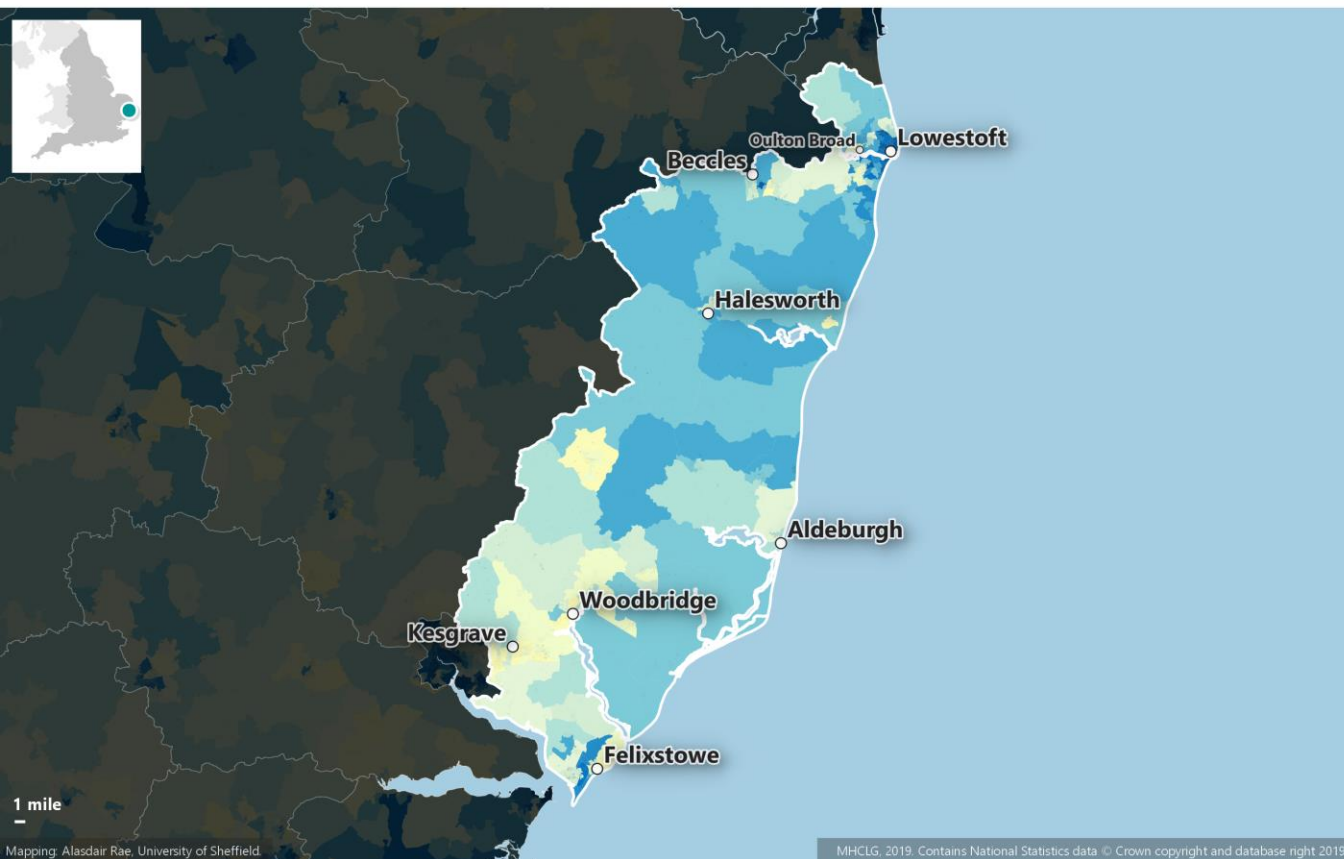 Oulton Broad
Lowestoft
Beccles
Halesworth
Aldeburgh
Woodbridge
Kesgrave
Felixstowe
1 mile
Mapping: Alasdair Rae, University of Sheffield.
MHCLG, 2019. Contains National Statistics data © Crown copyright and database right 2019